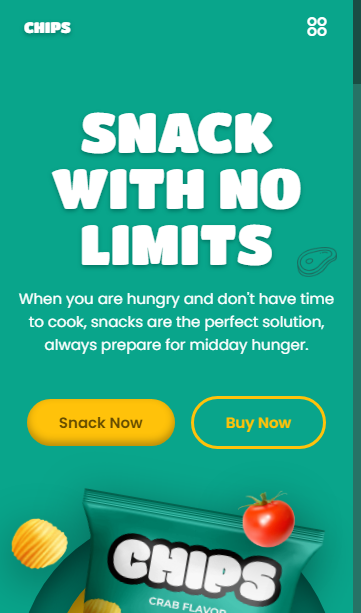 CHIPS
SNACK
WITH NO
LIMITS
When you are hungry and don't have time
to cook, snacks are the perfect solution,
always prepare for midday hunger.
Snack Now
Buy Now
CHIPS
CRAB FLAVOR